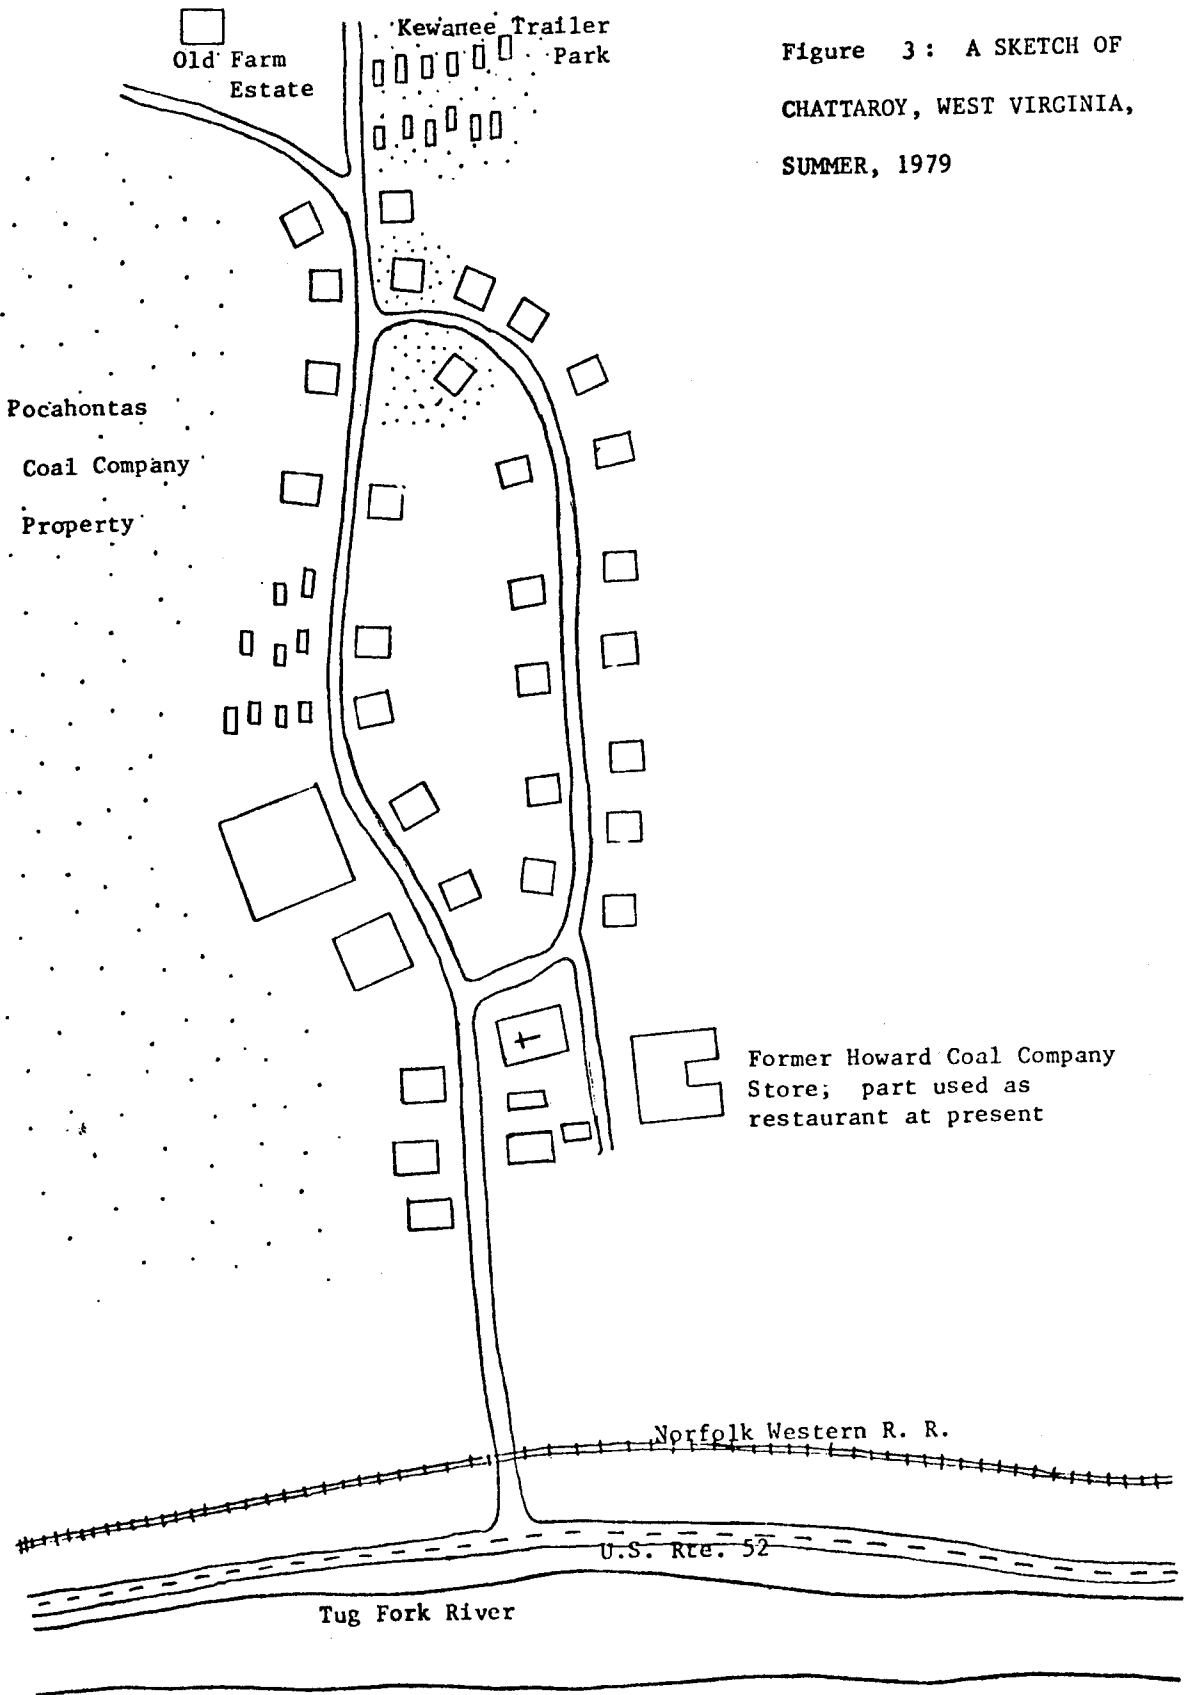 Kewanee Trailer
Park
Old Farm
Estate
Figure 3: A SKETCH OF
CHATTAROY, WEST VIRGINIA,
SUMMER, 1979
Pocahontas
Coal Company
Property
Former Howard Coal Company
Store; part used as
restaurant at present
Norfolk Western R. R.
U.S. Rte. 52
Tug Fork River